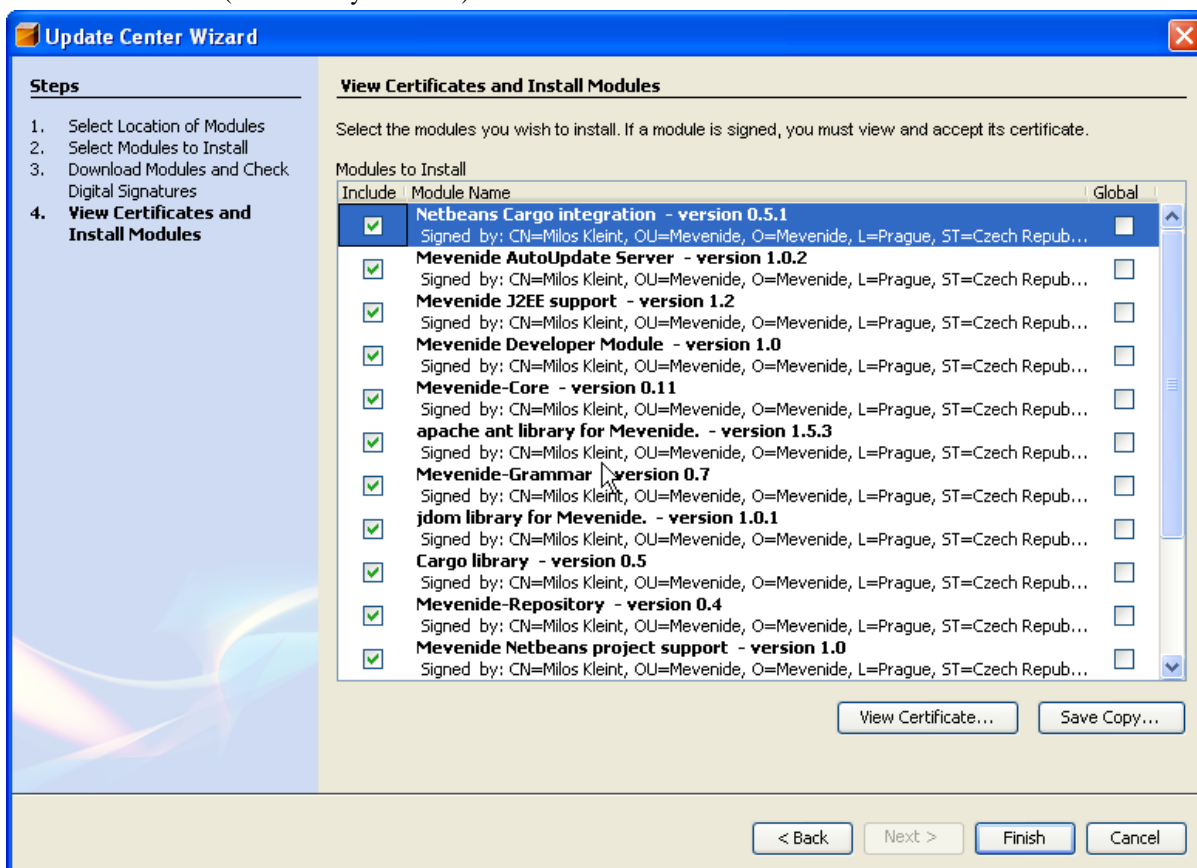 Update Center Wizard
Steps
1. Select Location of Modules
2. Select Modules to Install
3. Download Modules and Check
Digital Signatures
4. View Certificates and
Install Modules
View Certificates and Install Modules
Select the modules you wish to install. If a module is signed, you must view and accept its certificate.
Modules to Install
Include Module Name Global
Netbeans Cargo integration - version 0.5.1
Signed by: CN=Milos Kleint, OU=Mevenide, O=Mevenide, L=Prague, ST=Czech Repub...
Mevenide AutoUpdate Server - version 1.0.2
Signed by: CN=Milos Kleint, OU=Mevenide, O=Mevenide, L=Prague, ST=Czech Repub...
Mevenide J2EE support - version 1.2
Signed by: CN=Milos Kleint, OU=Mevenide, O=Mevenide, L=Prague, ST=Czech Repub...
Mevenide Developer Module - version 1.0
Signed by: CN=Milos Kleint, OU=Mevenide, O=Mevenide, L=Prague, ST=Czech Repub...
Mevenide-Core - version 0.11
Signed by: CN=Milos Kleint, OU=Mevenide, O=Mevenide, L=Prague, ST=Czech Repub...
apache ant library for Mevenide. - version 1.5.3
Signed by: CN=Milos Kleint, OU=Mevenide, O=Mevenide, L=Prague, ST=Czech Repub...
Mevenide-Grammar version 0.7
Signed by: CN=Milos Kleint, OU=Mevenide, O=Mevenide, L=Prague, ST=Czech Repub...
jdom library for Mevenide. - version 1.0.1
Signed by: CN=Milos Kleint, OU=Mevenide, O=Mevenide, L=Prague, ST=Czech Repub...
Cargo library - version 0.5
Signed by: CN=Milos Kleint, OU=Mevenide, O=Mevenide, L=Prague, ST=Czech Repub...
Mevenide-Repository - version 0.4
Signed by: CN=Milos Kleint, OU=Mevenide, O=Mevenide, L=Prague, ST=Czech Repub...
Mevenide Netbeans project support - version 1.0
Signed by: CN=Milos Kleint, OU=Mevenide, O=Mevenide, L=Prague, ST=Czech Repub...
View Certificate... Save Copy...
< Back Next > Finish Cancel